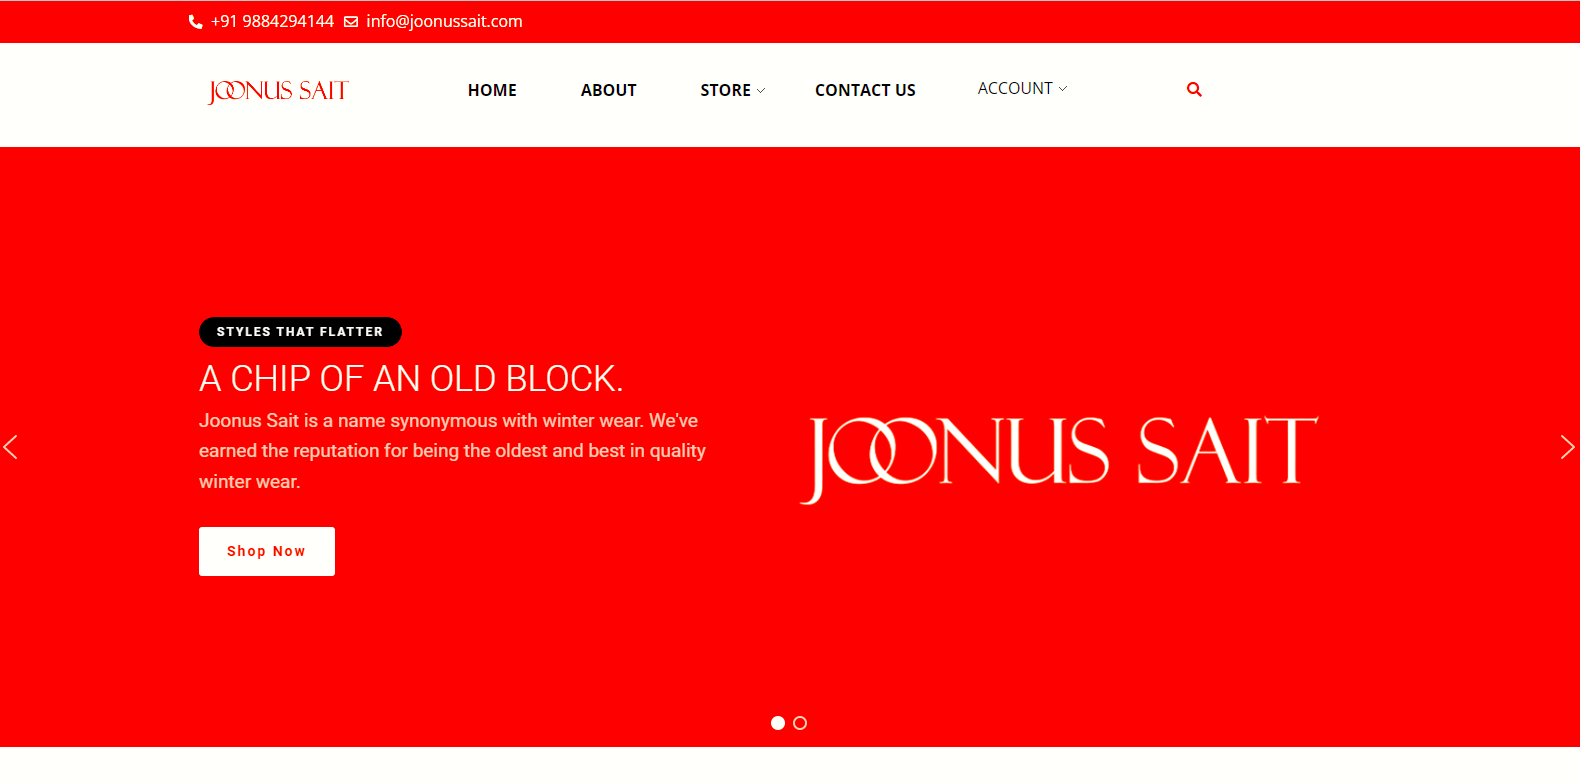 +91 9884294144 info@joonussait.com
JOONUS SAIT
HOME ABOUT STORE CONTACT US ACCOUNT
STYLES THAT FLATTER
A CHIP OF AN OLD BLOCK.
Joonus Sait is a name synonymous with winter wear. We've
earned the reputation for being the oldest and best in quality
winter wear.
Shop Now
JOONUS SAIT